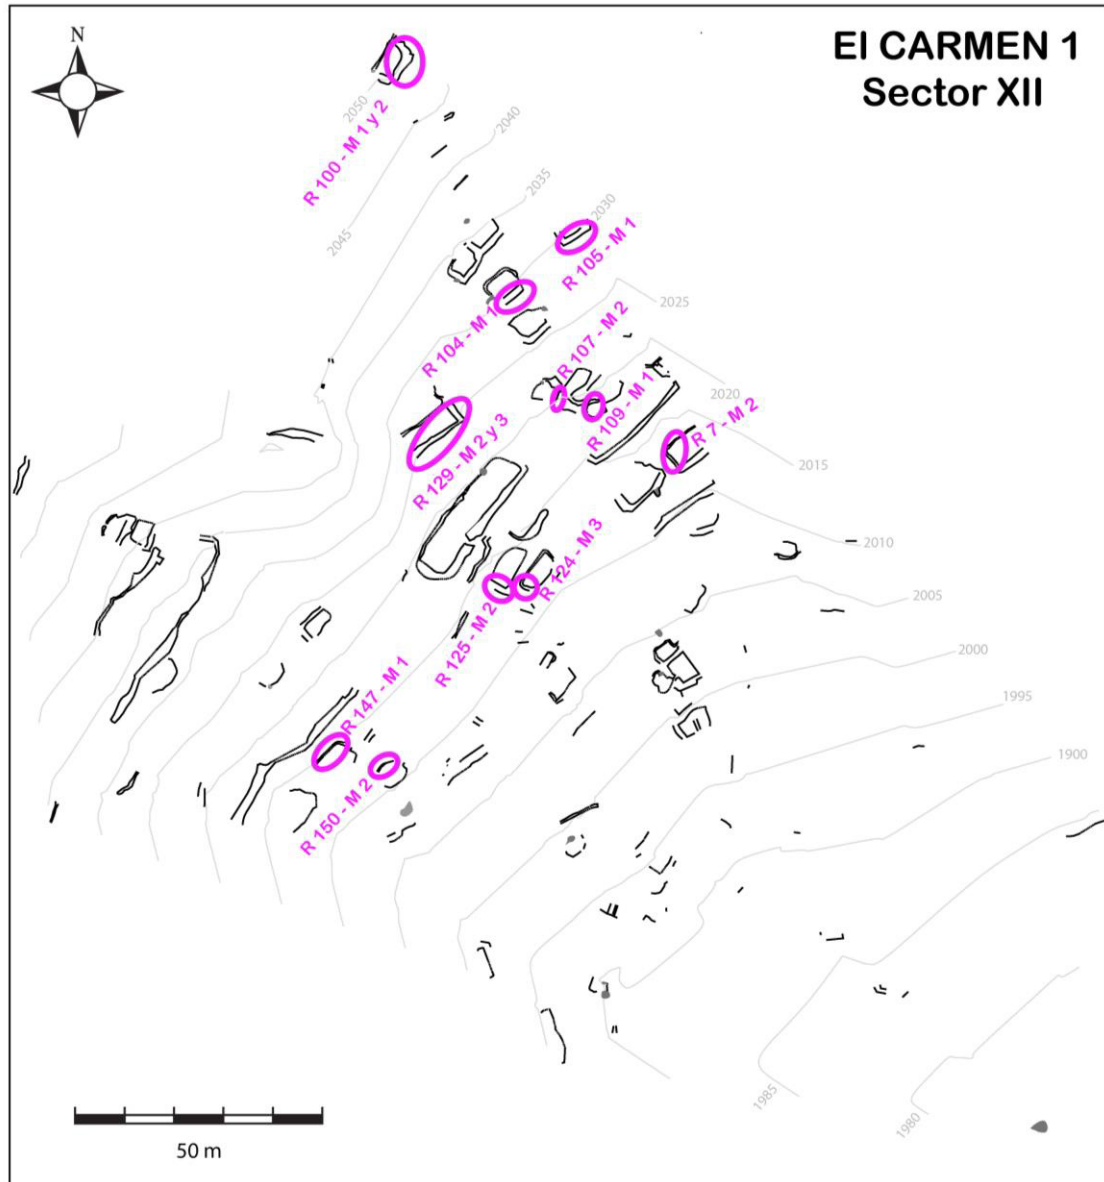 El CARMEN 1
Sector XII
N
2050
2040
R 100 - M 1 y 2
2035
2045
2030
R 105 - M 1
2025
R 104 - M 1
R 107 - M 2
2020
R 109 - M 1
R 7 - M 2
2015
R 129 - M 2 y 3
2010
R 124 - M 3
2005
R 125 - M 2
2000
1995
R 147 - M 1
1900
R 150 - M 2
1985
1980
50 m